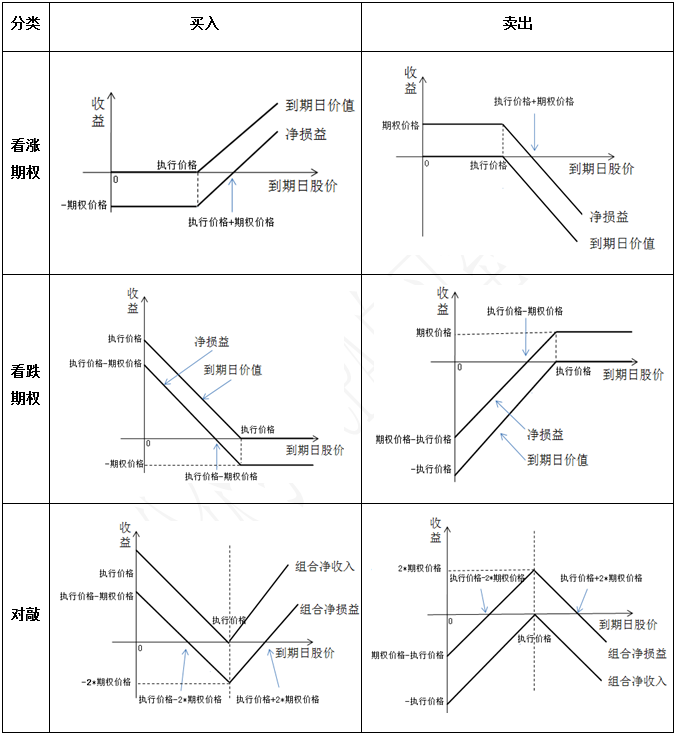 分类
买入
卖出
看涨
期权
收
益
到期日价值
净损益
执行价格
0
到期日股价
-期权价格
执行价格+期权价格
收
益
执行价格+期权价格
期权价格
0
执行价格
到期日股价
净损益
到期日价值
看跌
期权
收
益
执行价格
净损益
执行价格-期权价格
到期日价值
执行价格
0
到期日股价
-期权价格
执行价格-期权价格
收
益
执行价格-期权价格
期权价格
0
执行价格
到期日股价
净损益
期权价格-执行价格
到期日价值
-执行价格
对敲
收
益
组合净收入
执行价格
执行价格-期权价格
组合净损益
执行价格
0
到期日股价
-2*期权价格
执行价格-2*期权价格
执行价格+2*期权价格
收
益
2*期权价格
执行价格-2*期权价格
执行价格+2*期权价格
0
到期日股价
执行价格
期权价格-执行价格
组合净损益
组合净收入
-执行价格